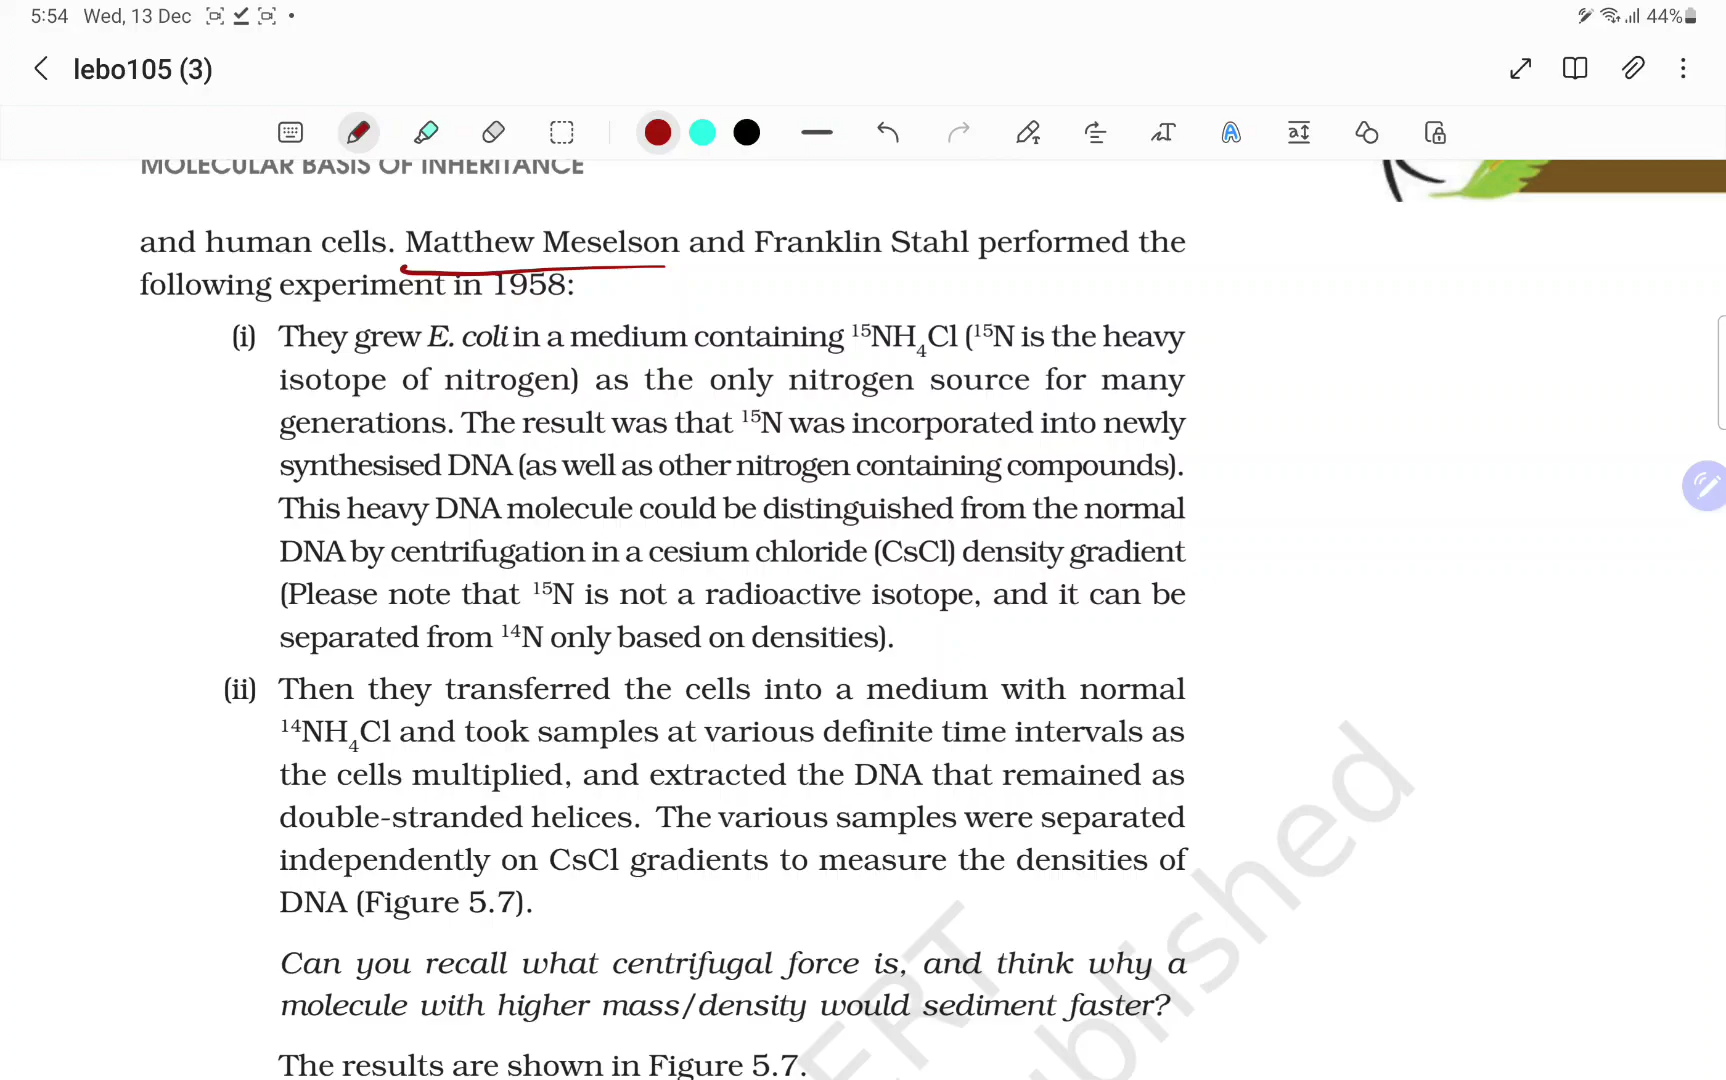 5:54 Wed, 13 Dec
44%
lebo105 (3)
MOLECULAR BASIS OF INHERITANCE
and human cells. Matthew Meselson and Franklin Stahl performed the
following experiment in 1958:
(i) They grew E. coli in a medium containing ¹⁵NH₄Cl (¹⁵N is the heavy
isotope of nitrogen) as the only nitrogen source for many
generations. The result was that ¹⁵N was incorporated into newly
synthesised DNA (as well as other nitrogen containing compounds).
This heavy DNA molecule could be distinguished from the normal
DNA by centrifugation in a cesium chloride (CsCl) density gradient
(Please note that ¹⁵N is not a radioactive isotope, and it can be
separated from ¹⁴N only based on densities).
(ii) Then they transferred the cells into a medium with normal
¹⁴NH₄Cl and took samples at various definite time intervals as
the cells multiplied, and extracted the DNA that remained as
double-stranded helices. The various samples were separated
independently on CsCl gradients to measure the densities of
DNA (Figure 5.7).
Can you recall what centrifugal force is, and think why a
molecule with higher mass/density would sediment faster?
The results are shown in Figure 5.7.